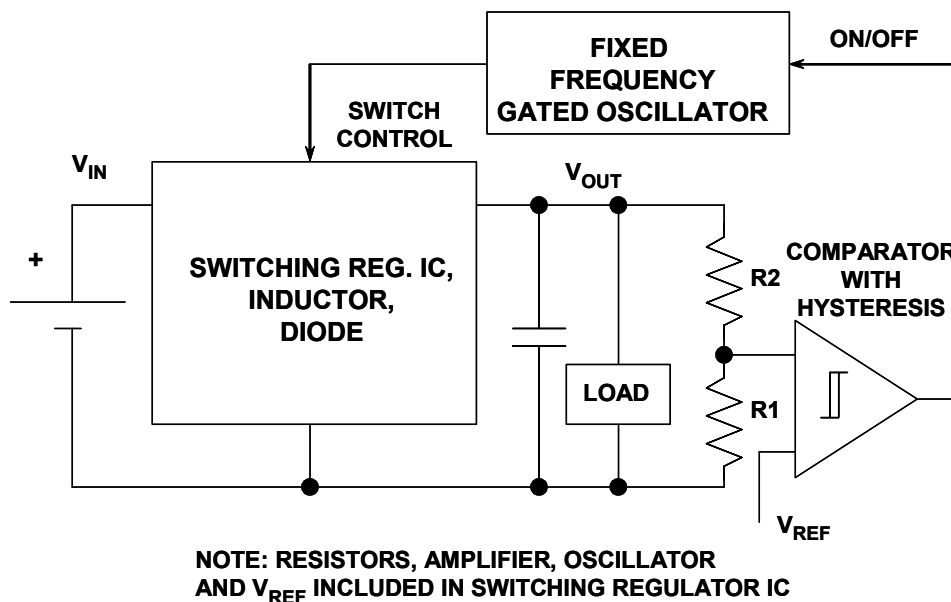 FIXED
FREQUENCY
GATED OSCILLATOR
ON/OFF
SWITCH
CONTROL
VIN
VOUT
+
SWITCHING REG. IC,
INDUCTOR,
DIODE
R2
COMPARATOR
WITH
HYSTERESIS
LOAD
R1
VREF
NOTE: RESISTORS, AMPLIFIER, OSCILLATOR
AND VREF INCLUDED IN SWITCHING REGULATOR IC